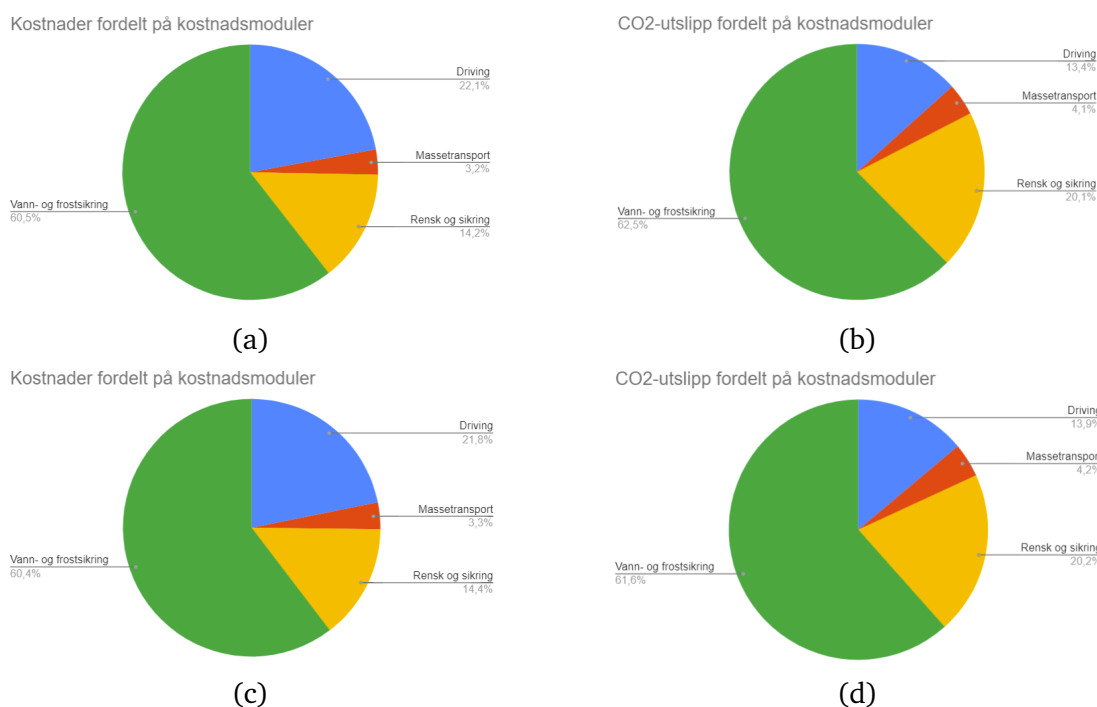 Kostnader fordelt på kostnadsmoduler
Driving
22,1%
Massetransport
3,2%
Vann- og frostsikring
60,5%
Rensk og sikring
14,2%
(a)
CO2-utslipp fordelt på kostnadsmoduler
Driving
13,4%
Massetransport
4,1%
Rensk og sikring
20,1%
Vann- og frostsikring
62,5%
(b)
Kostnader fordelt på kostnadsmoduler
Driving
21,8%
Massetransport
3,3%
Vann- og frostsikring
60,4%
Rensk og sikring
14,4%
(c)
CO2-utslipp fordelt på kostnadsmoduler
Driving
13,9%
Massetransport
4,2%
Rensk og sikring
20,2%
Vann- og frostsikring
61,6%
(d)